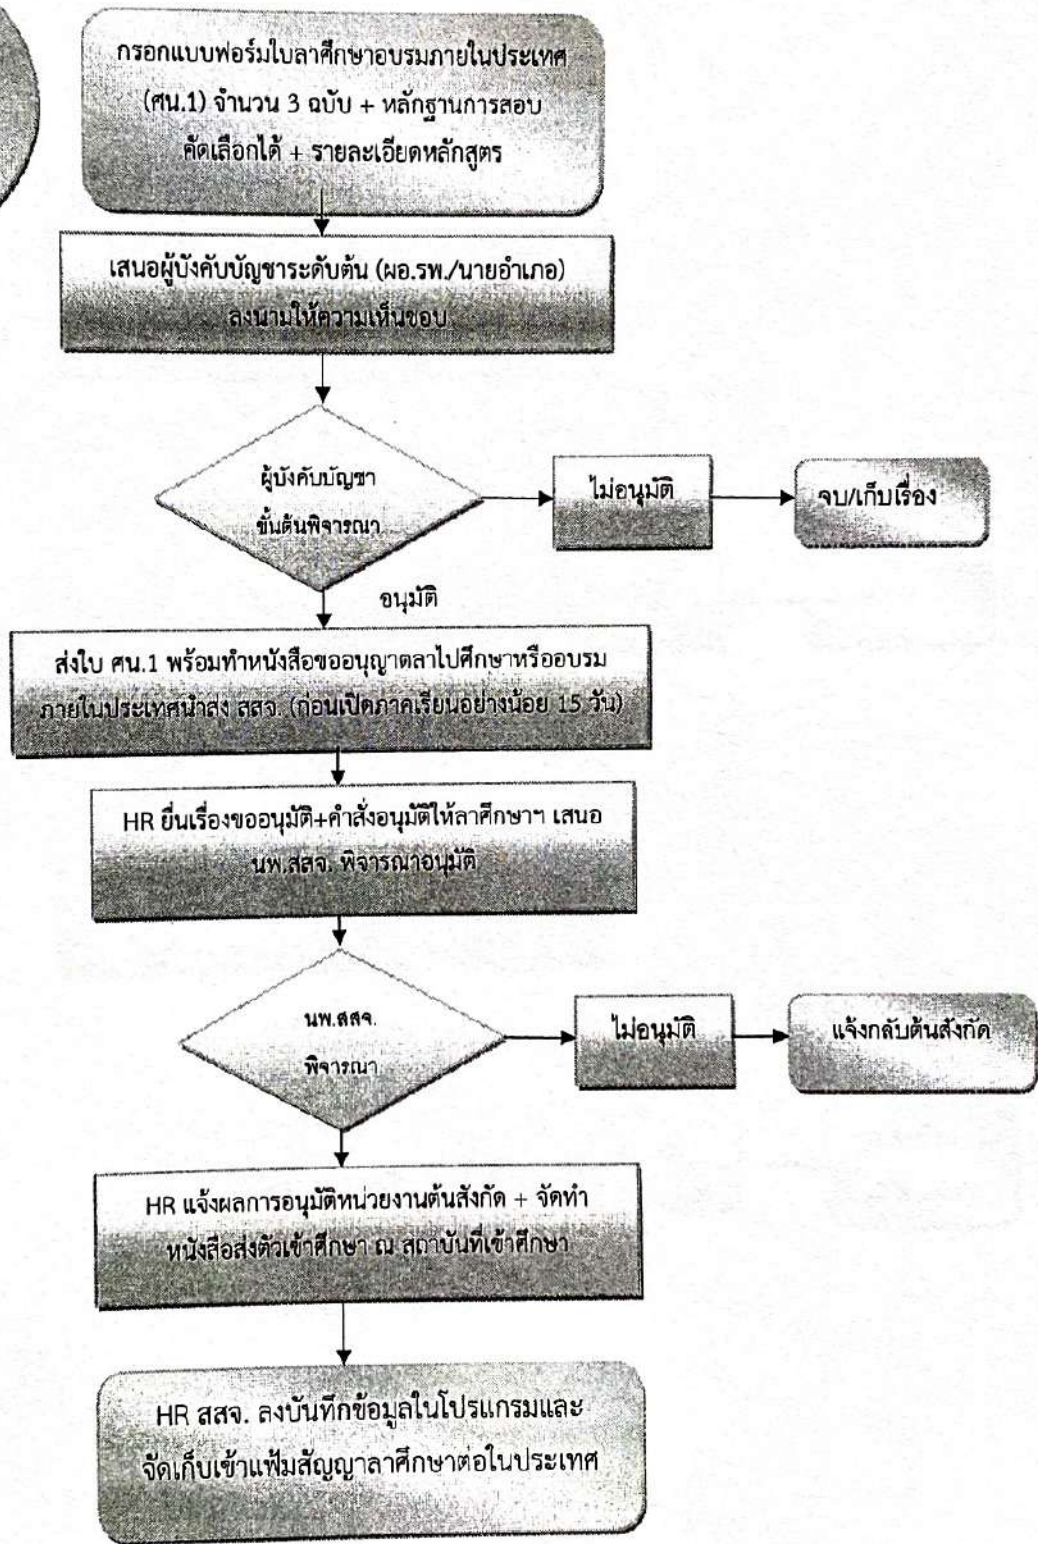 กรอกแบบฟอร์มใบลาศึกษาอบรมภายในประเทศ
(ศน.1) จำนวน 3 ฉบับ + หลักฐานการสอบ
คัดเลือกได้ + รายละเอียดหลักสูตร
เสนอผู้บังคับบัญชาระดับต้น (ผอ.รพ./นายอำเภอ)
ลงนามให้ความเห็นชอบ
ผู้บังคับบัญชา
ขั้นต้นพิจารณา
ไม่อนุมัติ
จบ/เก็บเรื่อง
อนุมัติ
ส่งใบ ศน.1 พร้อมทำหนังสือขออนุญาตลาไปศึกษาหรืออบรม
ภายในประเทศนำส่ง สสจ. (ก่อนเปิดภาคเรียนอย่างน้อย 15 วัน)
HR ยื่นเรื่องขออนุมัติ+คำสั่งอนุมัติให้ลาศึกษาฯ เสนอ
นพ.สสจ. พิจารณาอนุมัติ
นพ.สสจ.
พิจารณา
ไม่อนุมัติ
แจ้งกลับต้นสังกัด
HR แจ้งผลการอนุมัติหน่วยงานต้นสังกัด + จัดทำ
หนังสือส่งตัวเข้าศึกษา ณ สถาบันที่เข้าศึกษา
HR สสจ. ลงบันทึกข้อมูลในโปรแกรมและ
จัดเก็บเข้าแฟ้มสัญญาลาศึกษาต่อในประเทศ